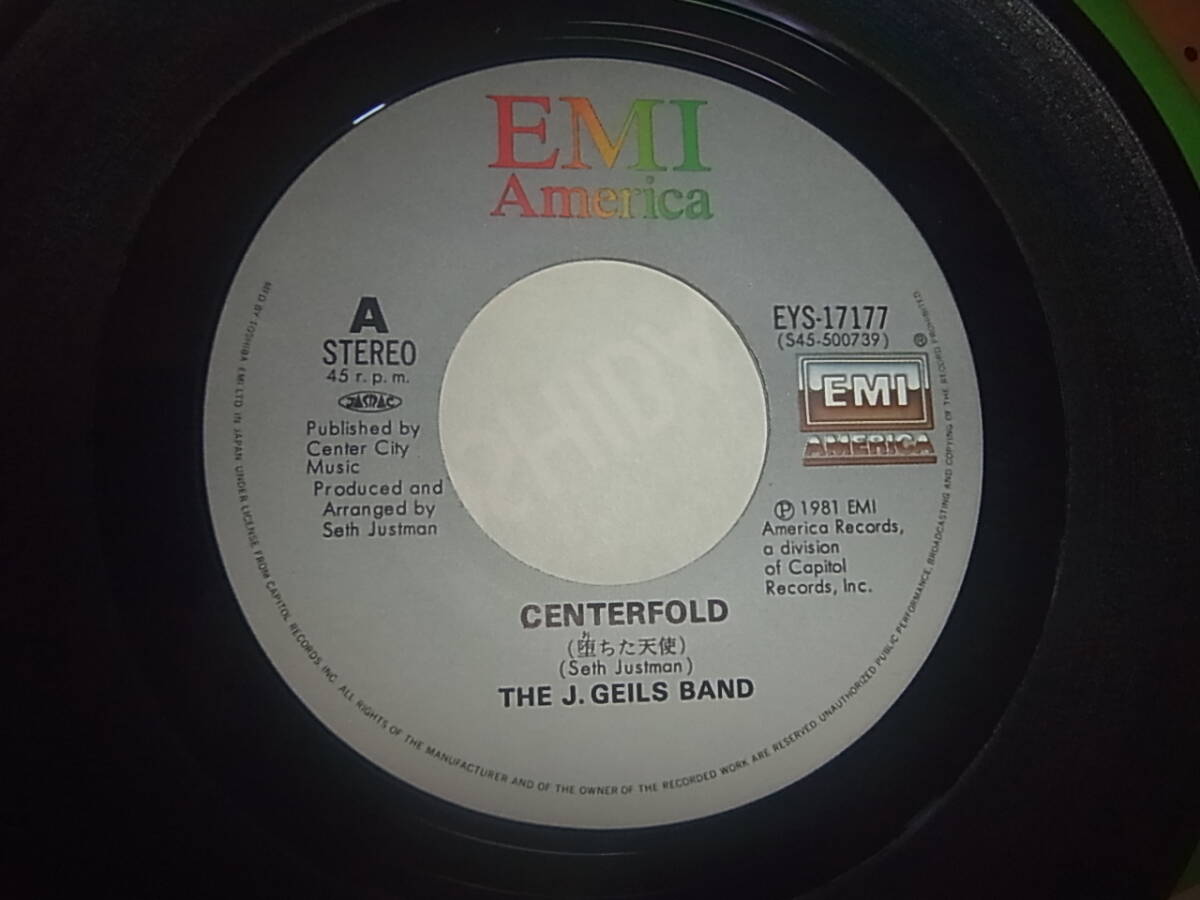 EMI
America
A
STEREO
45 r.p.m.
JASRAC
Published by
Center City
Music
Produced and
Arranged by
Seth Justman
EYS-17177
(S45-500739) ®
EMI
AMERICA
Ⓟ 1981 EMI
America Records,
a division
of Capitol
Records, Inc.
CENTERFOLD
お
(堕ちた天使)
(Seth Justman)
THE J. GEILS BAND
MFD BY TOSHIBA EMI LTD IN JAPAN UNDER LICENSE FROM CAPITOL RECORDS, INC. ALL RIGHTS OF THE MANUFACTURER AND OF THE OWNER OF THE RECORDED WORK ARE RESERVED. UNAUTHORIZED PUBLIC PERFORMANCE, BROADCASTING AND COPYING OF THE RECORD PROHIBITED.